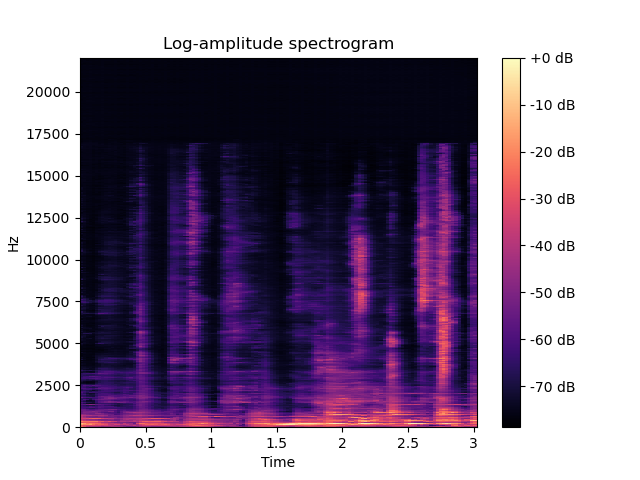 Log-amplitude spectrogram
20000
17500
15000
12500
10000
7500
5000
2500
0
Hz
0 0.5 1 1.5 2 2.5 3
Time
+0 dB
-10 dB
-20 dB
-30 dB
-40 dB
-50 dB
-60 dB
-70 dB